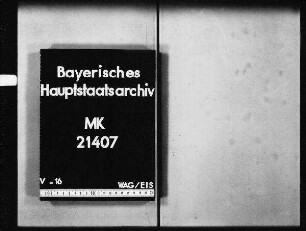 Bayerisches
Hauptstaatsarchiv
MK
21407
V - 16 WAG/EIS